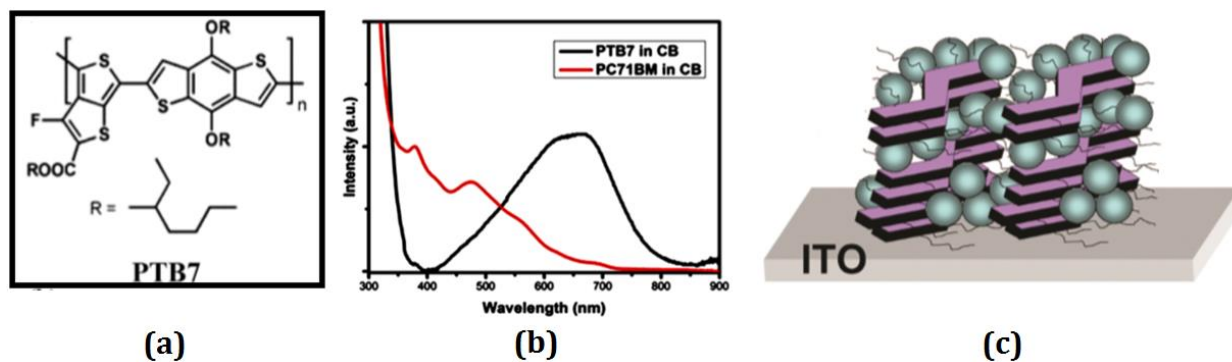 OR
S
S
[
]
n
F
S
S
OR
ROOC
R =
PTB7
(a)
PTB7 in CB
PC71BM in CB
Intensity (a.u.)
300 400 500 600 700 800 900
Wavelength (nm)
(b)
ITO
(c)